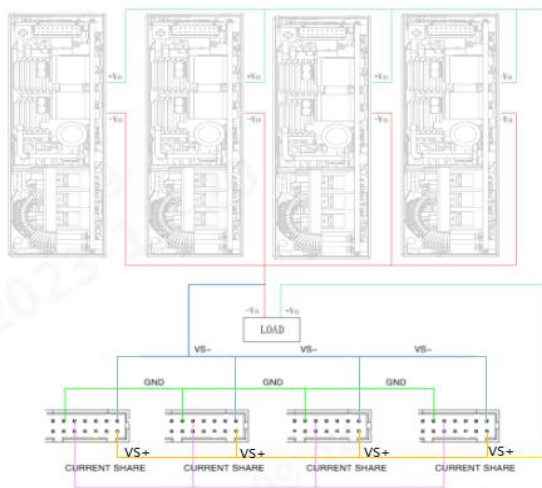 +Vo +Vo +Vo +Vo
-Vo -Vo -Vo -Vo
-Vo +Vo
LOAD
VS- VS- VS-
GND GND GND
VS+ VS+ VS+ VS+
CURRENT SHARE CURRENT SHARE CURRENT SHARE CURRENT SHARE